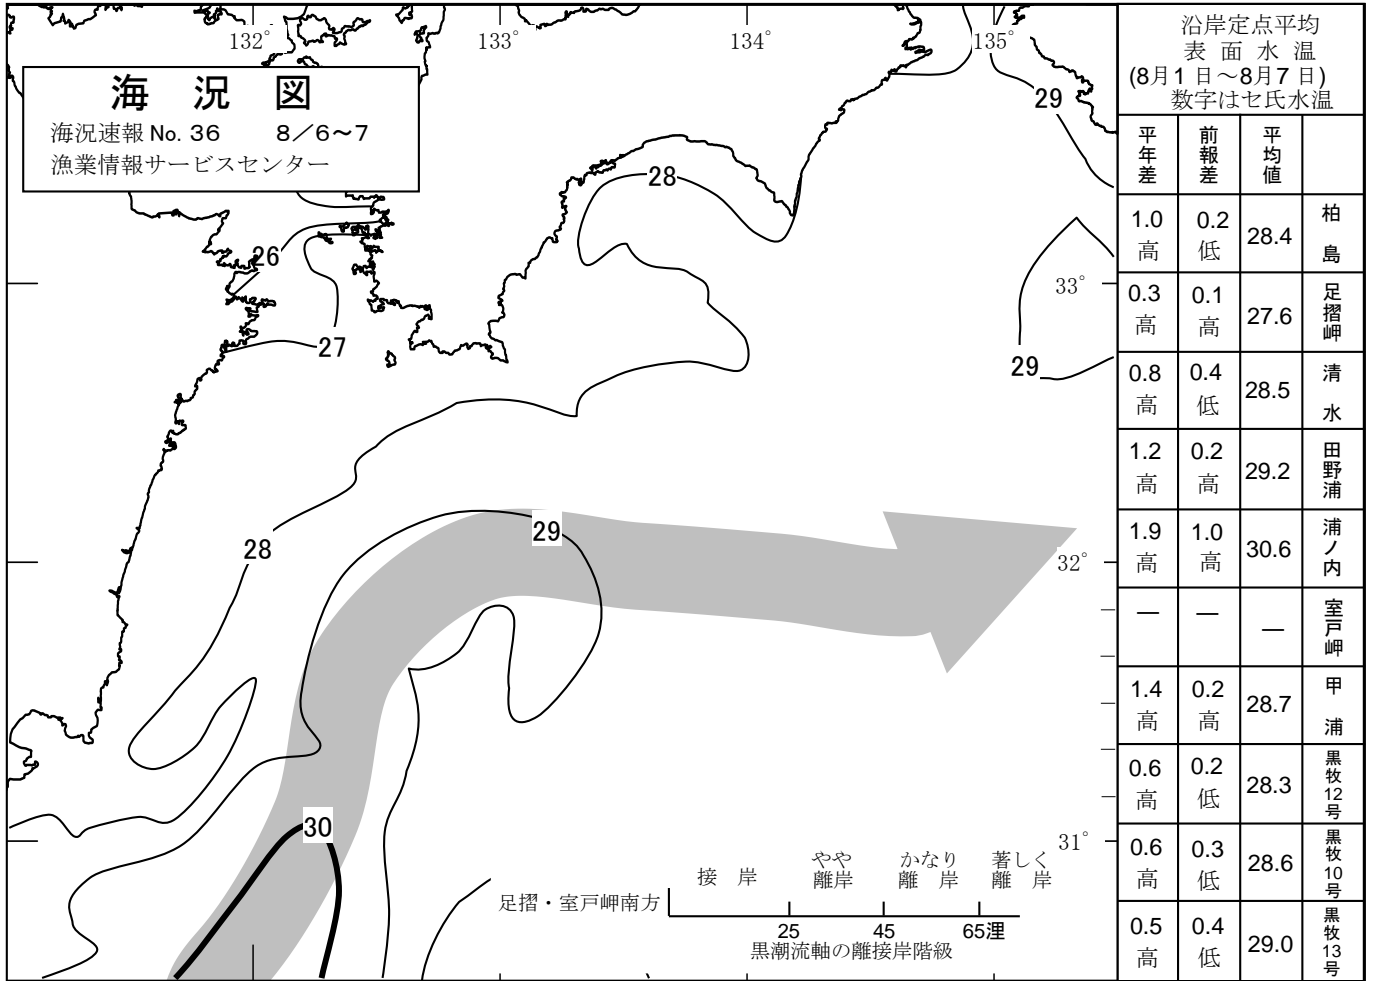 132°
133°
134°
135°
海 況 図
海況速報 No. 36 8／6～7
漁業情報サービスセンター
29
28
26
27
33°
29
28
29
32°
30
31°
足摺・室戸岬南方
接 岸
やや
離岸
かなり
離 岸
著しく
離 岸
25 45 65浬
黒潮流軸の離接岸階級
沿岸定点平均
表 面 水 温
(8月1 日～8月7 日)
数字はセ氏水温
平年差 前報差 平均値
1.0高 0.2低 28.4 柏島
0.3高 0.1高 27.6 足摺岬
0.8高 0.4低 28.5 清水
1.2高 0.2高 29.2 田野浦
1.9高 1.0高 30.6 浦ノ内
― ― ― 室戸岬
1.4高 0.2高 28.7 甲浦
0.6高 0.2低 28.3 黒牧12号
0.6高 0.3低 28.6 黒牧10号
0.5高 0.4低 29.0 黒牧13号